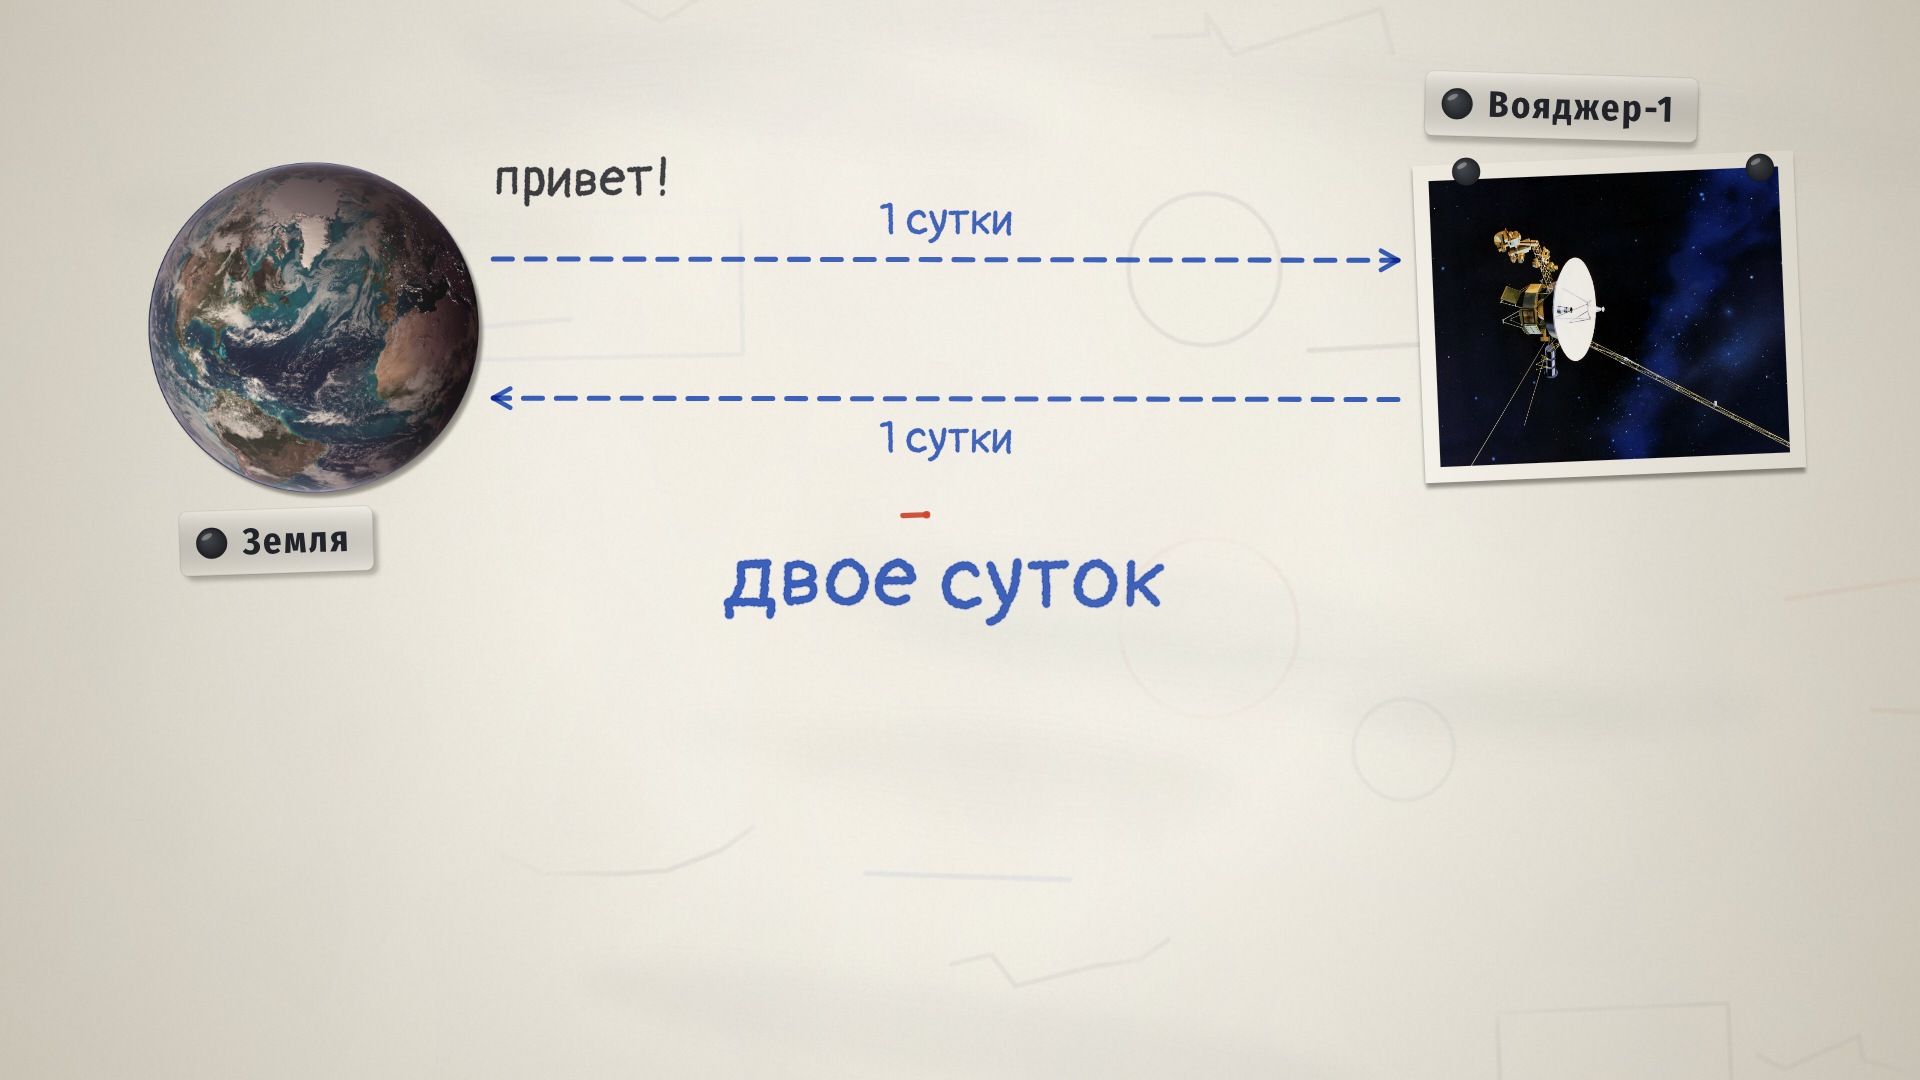 Вояджер-1
привет!
1 сутки
1 сутки
Земля
двое суток